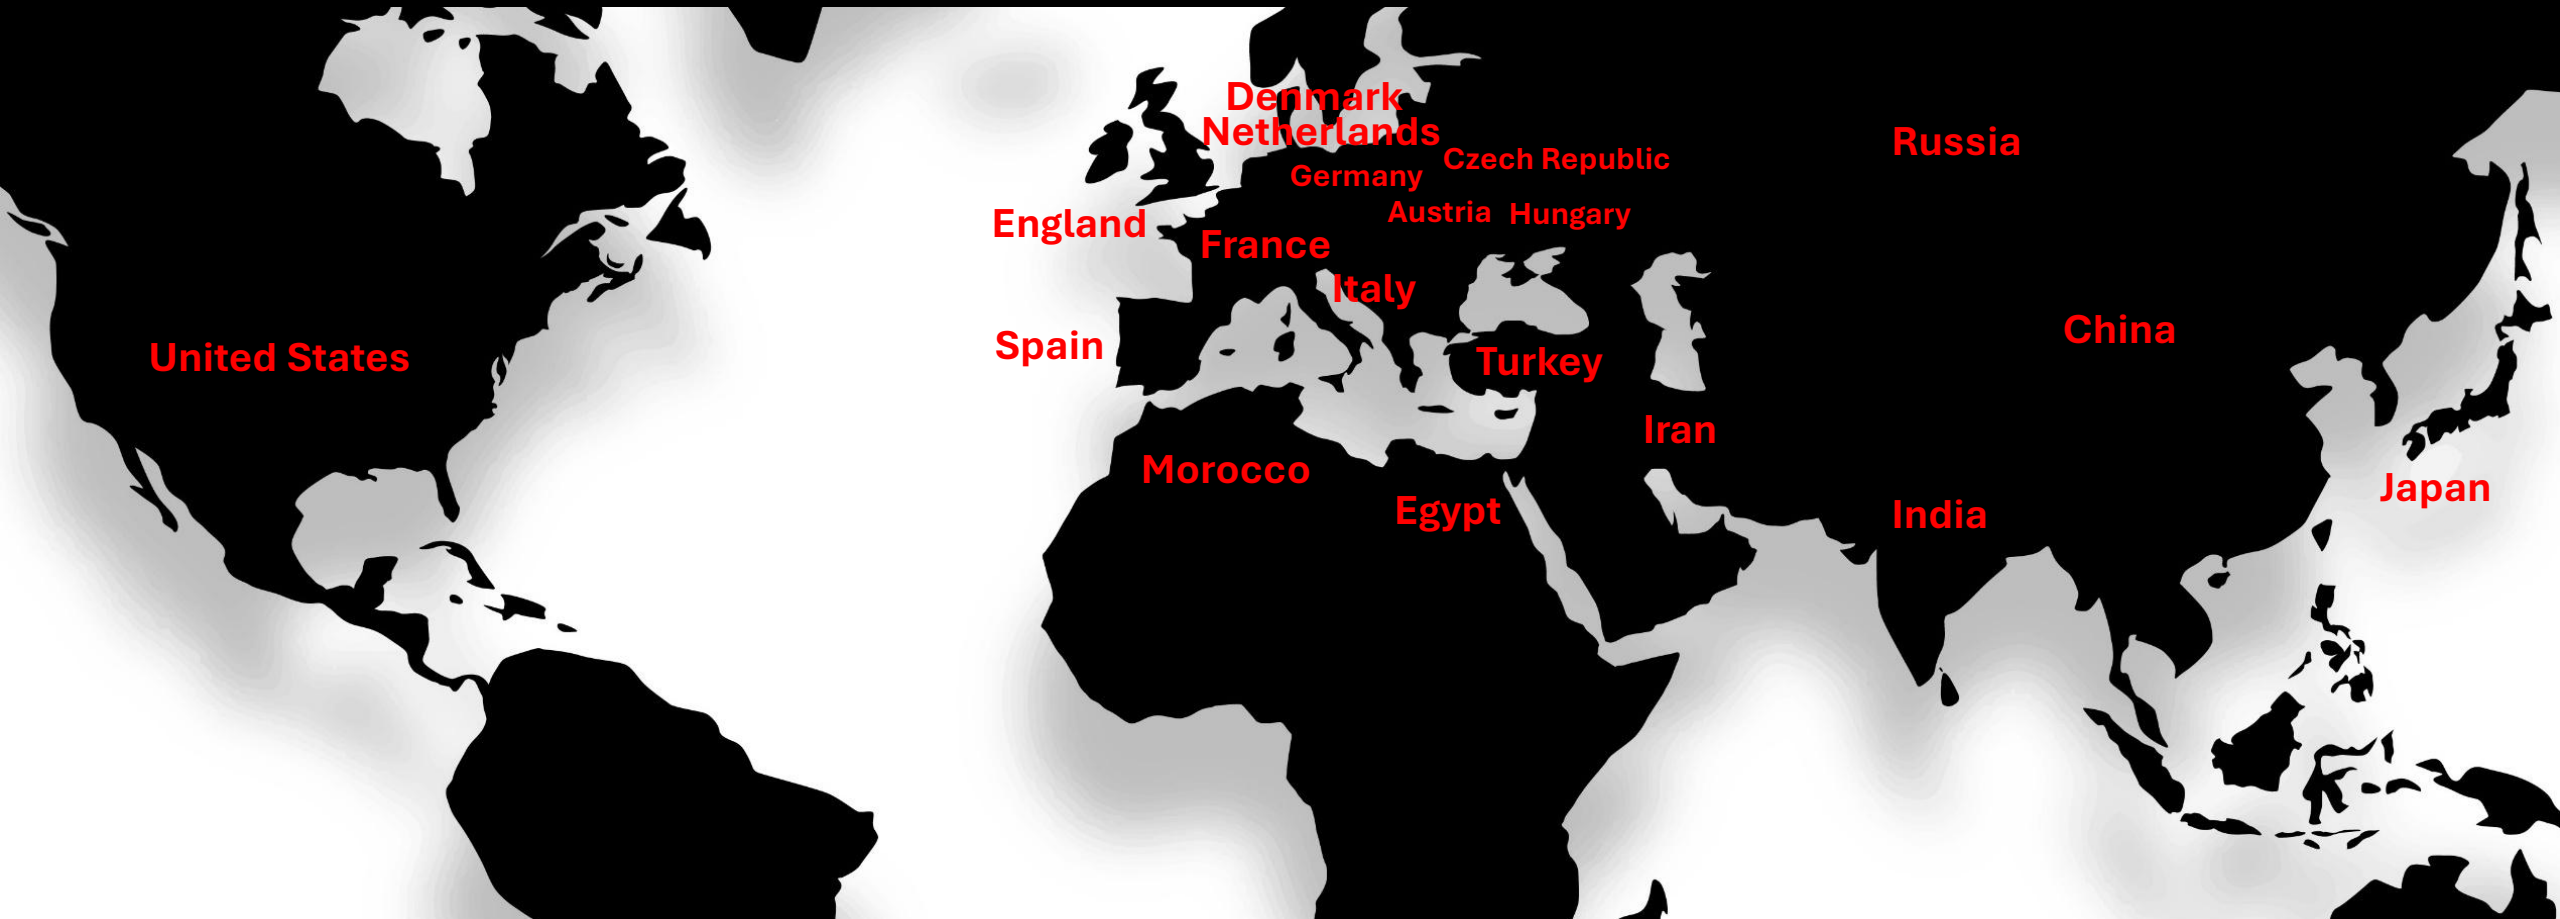 Denmark
Netherlands
Russia
Czech Republic
Germany
Austria
Hungary
England
France
Italy
China
Spain
United States
Turkey
Iran
Morocco
Japan
Egypt
India